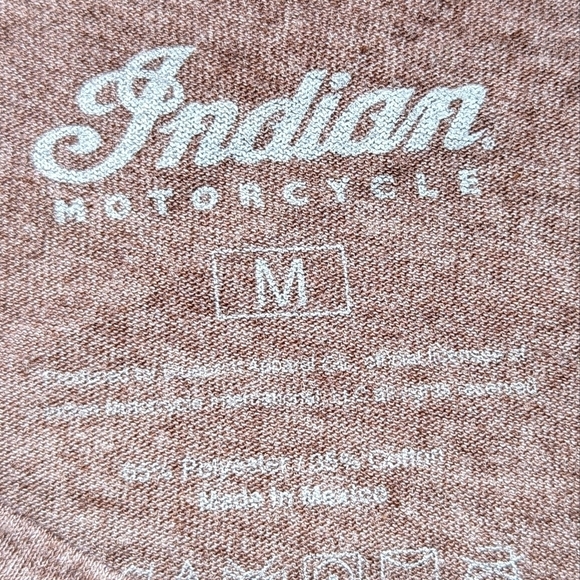 Indian
MOTORCYCLE
M
by Apparel Co., official licensee of
Indian Motorcycle International, LLC all rights reserved
65% Polyester / 35% Cotton
Made in Mexico